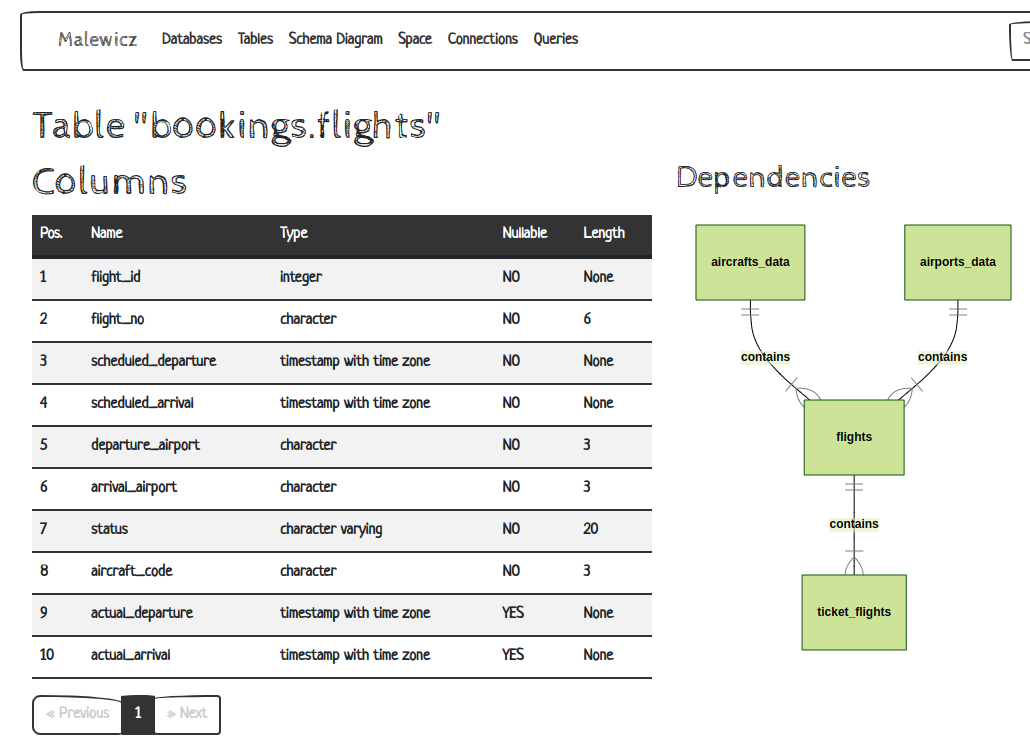 Malewicz Databases Tables Schema Diagram Space Connections Queries S
Table "bookings.flights"
Columns
Pos. Name Type Nullable Length
1 flight_id integer NO None
2 flight_no character NO 6
3 scheduled_departure timestamp with time zone NO None
4 scheduled_arrival timestamp with time zone NO None
5 departure_airport character NO 3
6 arrival_airport character NO 3
7 status character varying NO 20
8 aircraft_code character NO 3
9 actual_departure timestamp with time zone YES None
10 actual_arrival timestamp with time zone YES None
« Previous 1 » Next
Dependencies
aircrafts_data airports_data
contains contains
flights
contains
ticket_flights